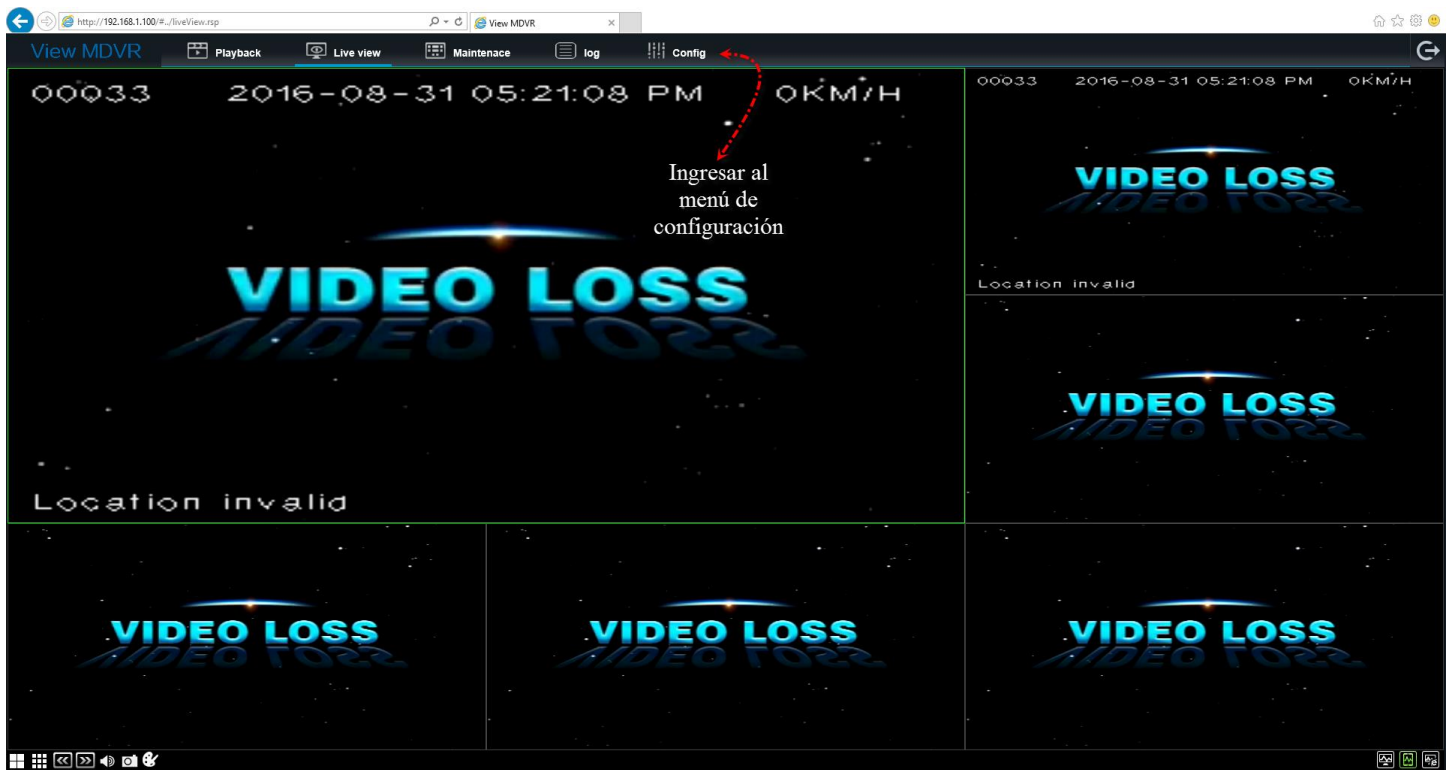 http://192.168.1.100/#../liveView.rsp
View MDVR
View MDVR
Playback
Live view
Maintenace
log
Config
00033 2016-08-31 05:21:08 PM 0KM/H
Ingresar al
menú de
configuración
VIDEO LOSS
Location invalid
00033 2016-08-31 05:21:08 PM 0KM/H
VIDEO LOSS
Location invalid
VIDEO LOSS
VIDEO LOSS
VIDEO LOSS
VIDEO LOSS